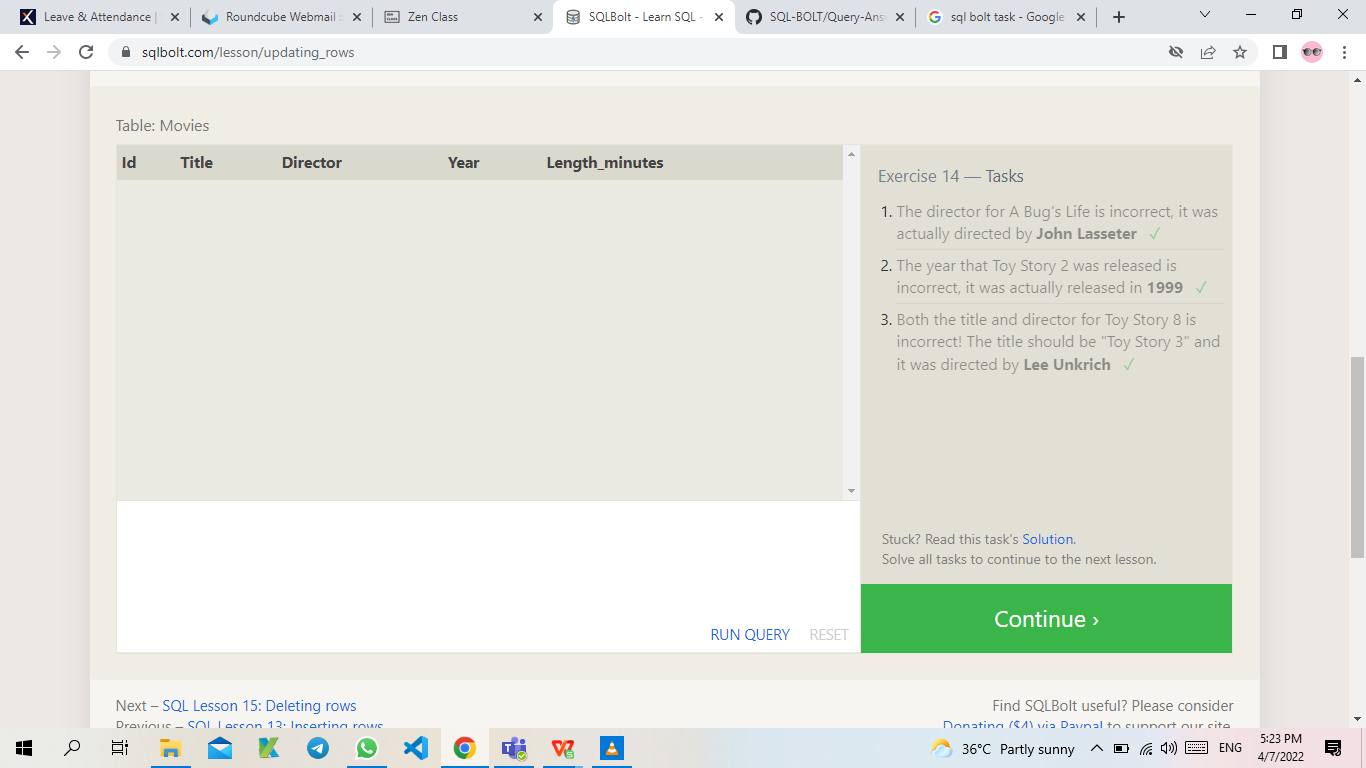 Leave & Attendance |
Roundcube Webmail :
Zen Class
SQLBolt - Learn SQL -
SQL-BOLT/Query-Ans
sql bolt task - Google
sqlbolt.com/lesson/updating_rows
Table: Movies
Id Title Director Year Length_minutes
Exercise 14 — Tasks
1. The director for A Bug's Life is incorrect, it was
actually directed by John Lasseter ✓
2. The year that Toy Story 2 was released is
incorrect, it was actually released in 1999 ✓
3. Both the title and director for Toy Story 8 is
incorrect! The title should be "Toy Story 3" and
it was directed by Lee Unkrich ✓
Stuck? Read this task's Solution.
Solve all tasks to continue to the next lesson.
RUN QUERY RESET
Continue ›
Next – SQL Lesson 15: Deleting rows
Previous – SQL Lesson 13: Inserting rows
Find SQLBolt useful? Please consider
Donating ($4) via Paypal to support our site.
36°C Partly sunny
ENG
5:23 PM
4/7/2022